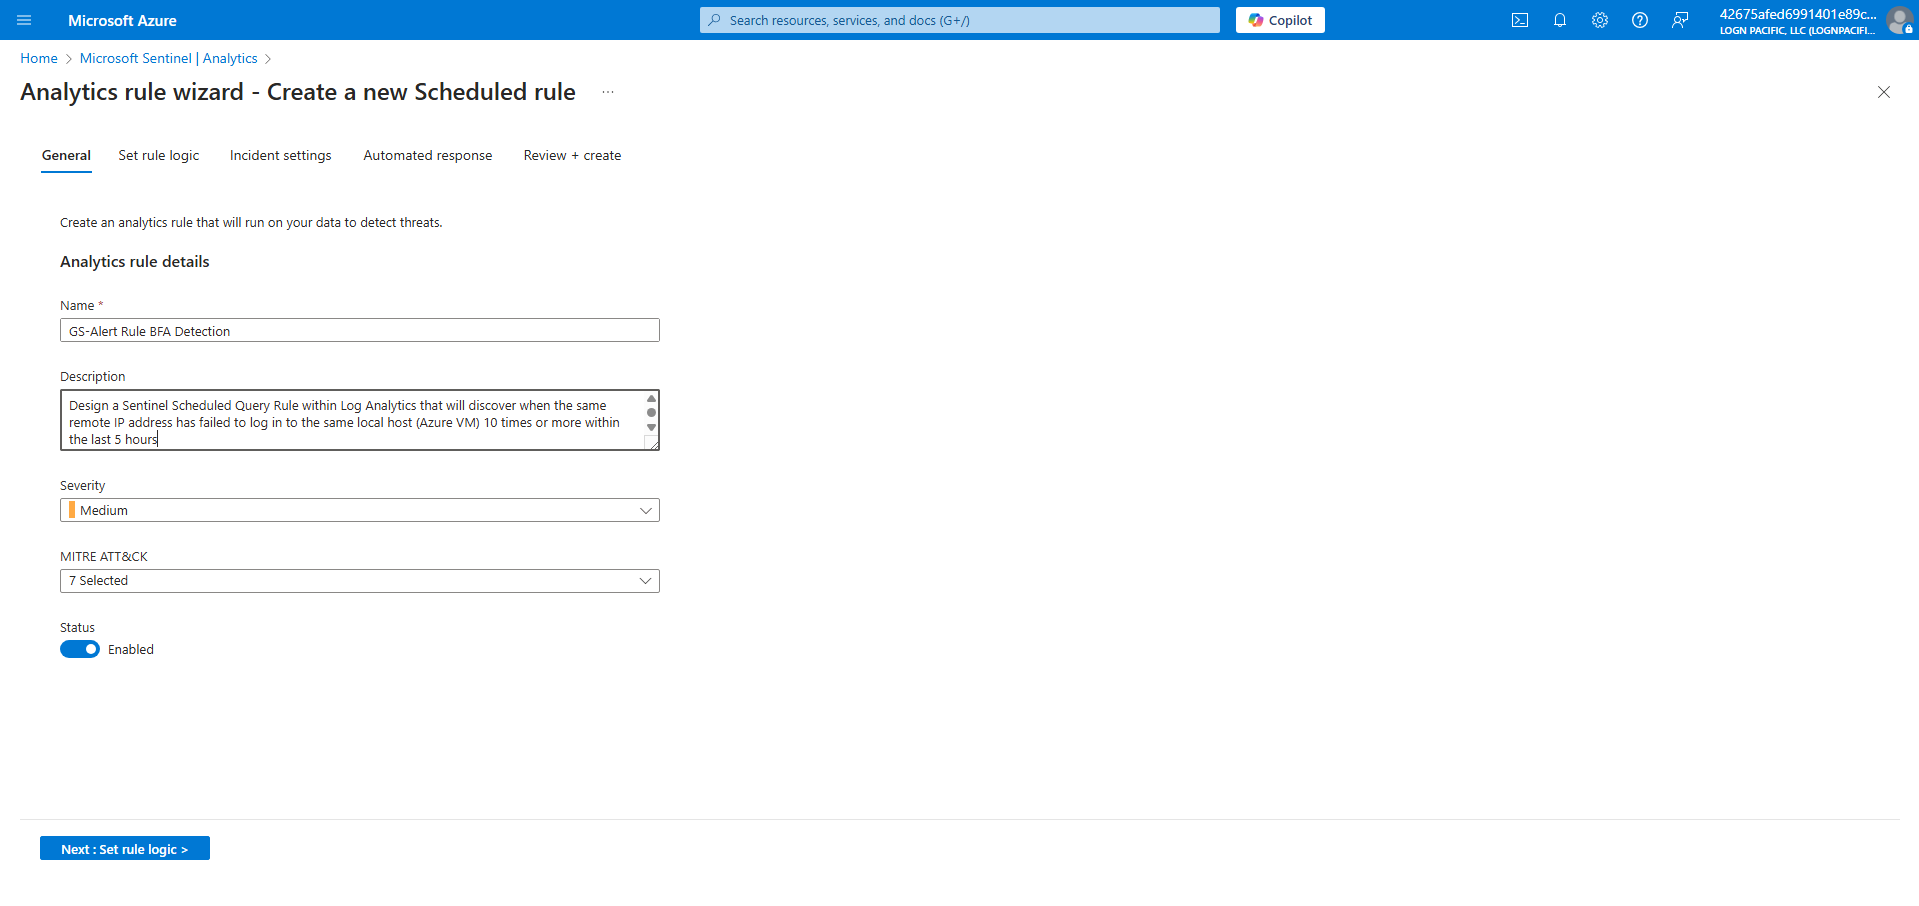 Microsoft Azure
Search resources, services, and docs (G+/)
Copilot
42675afed6991401e89c...
LOGN PACIFIC, LLC (LOGNPACIFI...
Home > Microsoft Sentinel | Analytics >
Analytics rule wizard - Create a new Scheduled rule ...
General
Set rule logic
Incident settings
Automated response
Review + create
Create an analytics rule that will run on your data to detect threats.
Analytics rule details
Name *
GS-Alert Rule BFA Detection
Description
Design a Sentinel Scheduled Query Rule within Log Analytics that will discover when the same
remote IP address has failed to log in to the same local host (Azure VM) 10 times or more within
the last 5 hours
Severity
Medium
MITRE ATT&CK
7 Selected
Status
Enabled
Next : Set rule logic >